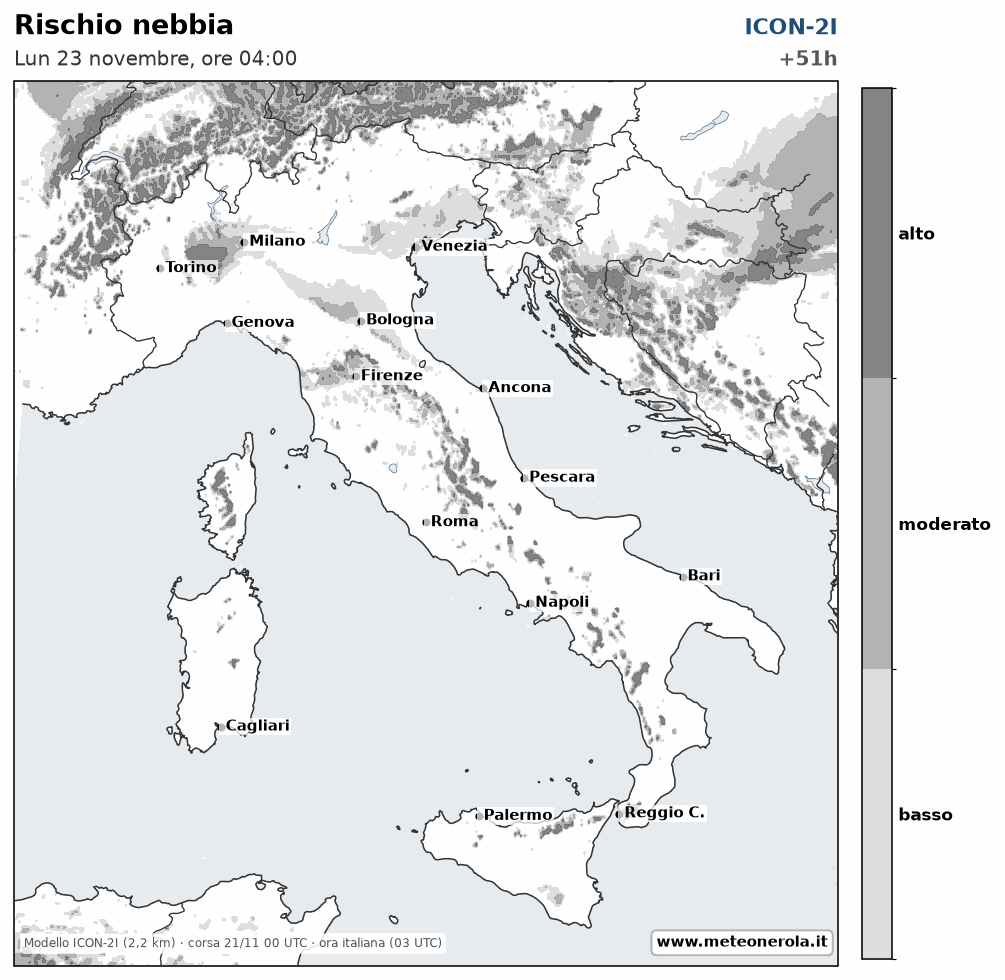 Rischio nebbia
ICON-2I
Lun 23 novembre, ore 04:00
+51h
Milano
Venezia
Torino
Genova
Bologna
Firenze
Ancona
Pescara
Roma
Bari
Napoli
Cagliari
Palermo
Reggio C.
alto
moderato
basso
Modello ICON-2I (2,2 km) · corsa 21/11 00 UTC · ora italiana (03 UTC)
www.meteonerola.it